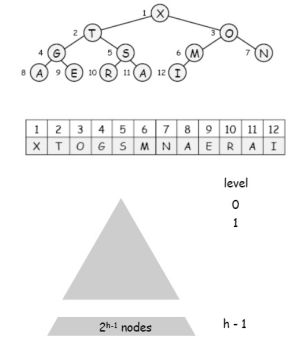 1 X
2 T 3 O
4 G 5 S 6 M 7 N
8 A 9 E 10 R 11 A 12 I
1 2 3 4 5 6 7 8 9 10 11 12
X T O G S M N A E R A I
level
0
1
2^{h-1} nodes h - 1